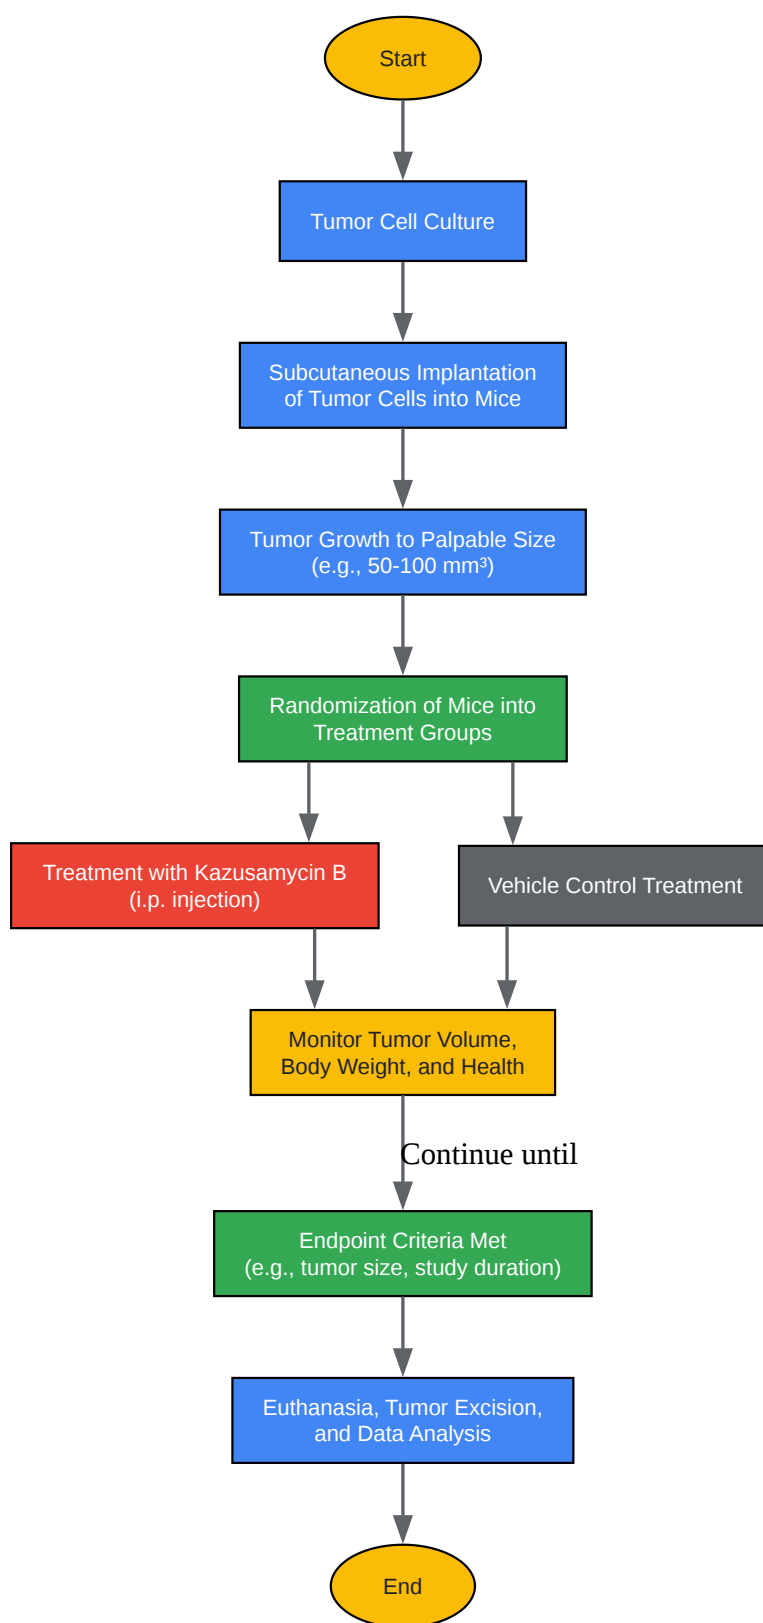 Start
Tumor Cell Culture
Subcutaneous Implantation
of Tumor Cells into Mice
Tumor Growth to Palpable Size
(e.g., 50-100 mm³)
Randomization of Mice into
Treatment Groups
Treatment with Kazusamycin B
(i.p. injection)
Vehicle Control Treatment
Monitor Tumor Volume,
Body Weight, and Health
Continue until
Endpoint Criteria Met
(e.g., tumor size, study duration)
Euthanasia, Tumor Excision,
and Data Analysis
End